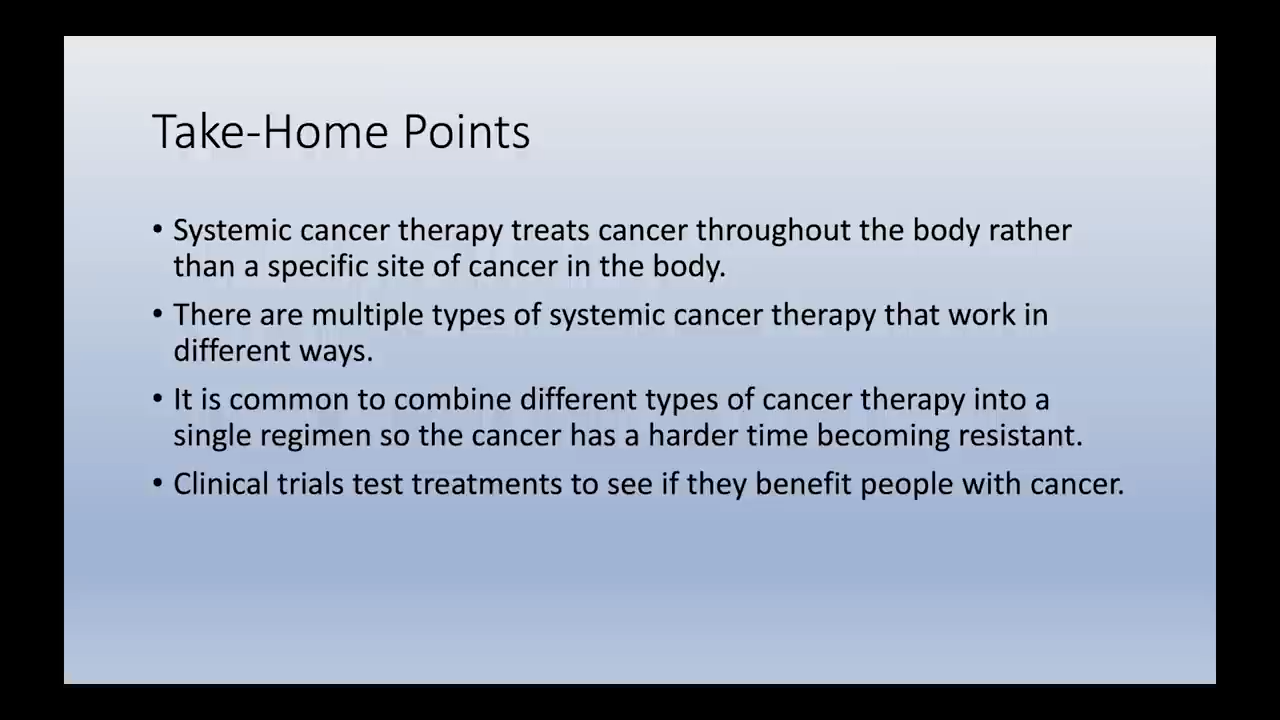 Take-Home Points
• Systemic cancer therapy treats cancer throughout the body rather
than a specific site of cancer in the body.
• There are multiple types of systemic cancer therapy that work in
different ways.
• It is common to combine different types of cancer therapy into a
single regimen so the cancer has a harder time becoming resistant.
• Clinical trials test treatments to see if they benefit people with cancer.